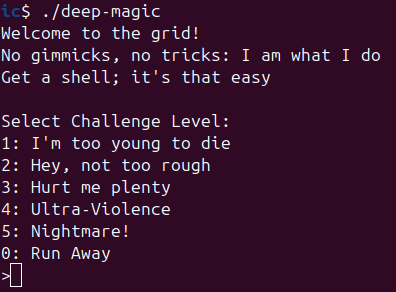 ic$ ./deep-magic
Welcome to the grid!
No gimmicks, no tricks: I am what I do
Get a shell; it's that easy
Select Challenge Level:
1: I'm too young to die
2: Hey, not too rough
3: Hurt me plenty
4: Ultra-Violence
5: Nightmare!
0: Run Away
>